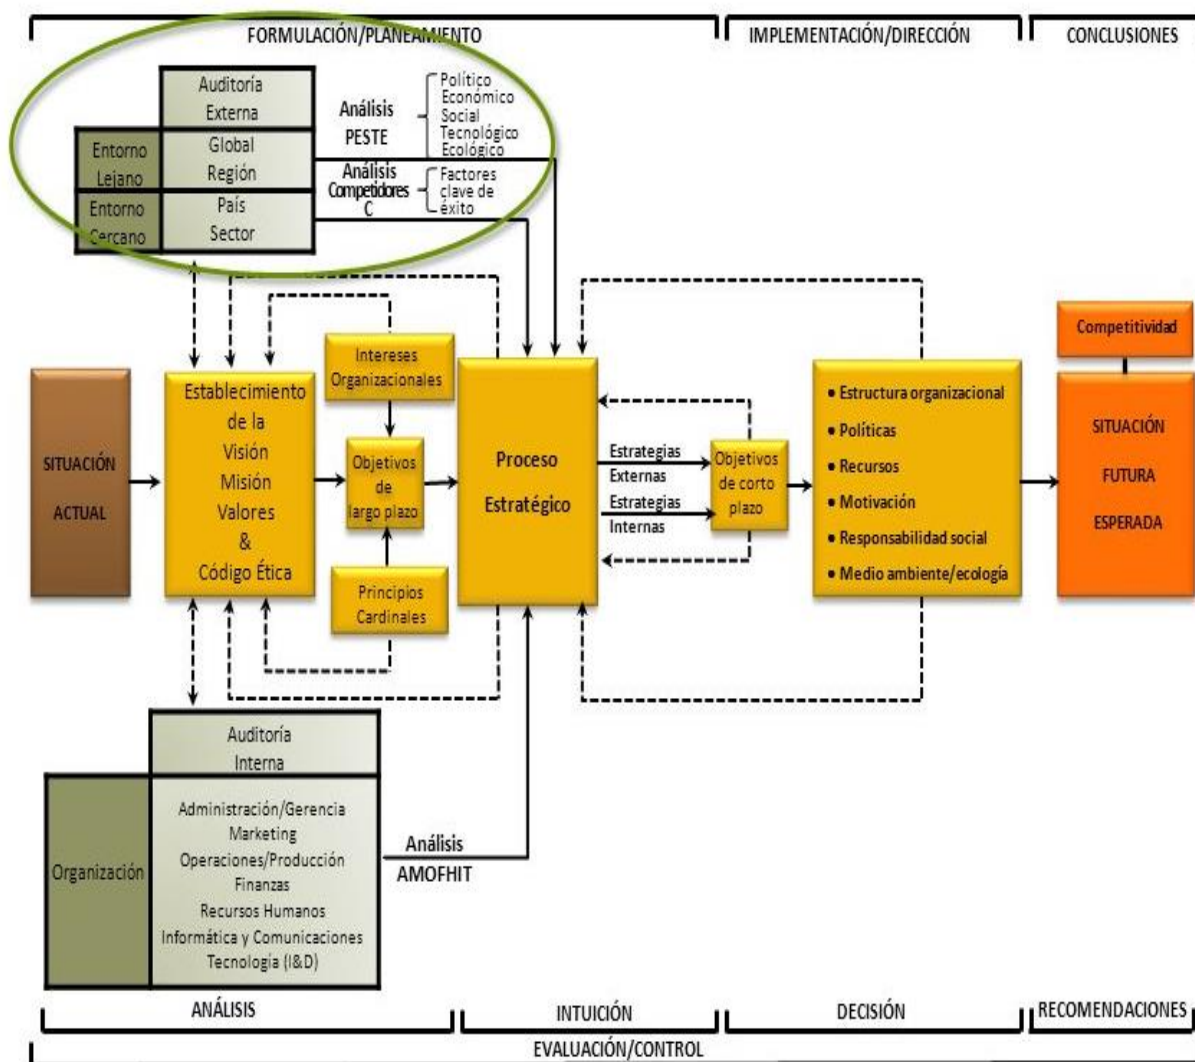 FORMULACIÓN/PLANEAMIENTO
IMPLEMENTACIÓN/DIRECCIÓN
CONCLUSIONES
Auditoría
Externa
Entorno
Lejano
Global
Región
Entorno
Cercano
País
Sector
Análisis
PESTE
Político
Económico
Social
Tecnológico
Ecológico
Análisis
Competidores
C
Factores
clave de
éxito
SITUACIÓN
ACTUAL
Establecimiento
de la
Visión
Misión
Valores
&
Código Ética
Intereses
Organizacionales
Objetivos
de
largo plazo
Principios
Cardinales
Proceso
Estratégico
Estrategias
Externas
Estrategias
Internas
Objetivos
de corto
plazo
• Estructura organizacional
• Políticas
• Recursos
• Motivación
• Responsabilidad social
• Medio ambiente/ecología
Competitividad
SITUACIÓN
FUTURA
ESPERADA
Auditoría
Interna
Organización
Administración/Gerencia
Marketing
Operaciones/Producción
Finanzas
Recursos Humanos
Informática y Comunicaciones
Tecnología (I&D)
Análisis
AMOFHIT
ANÁLISIS
INTUICIÓN
DECISIÓN
RECOMENDACIONES
EVALUACIÓN/CONTROL